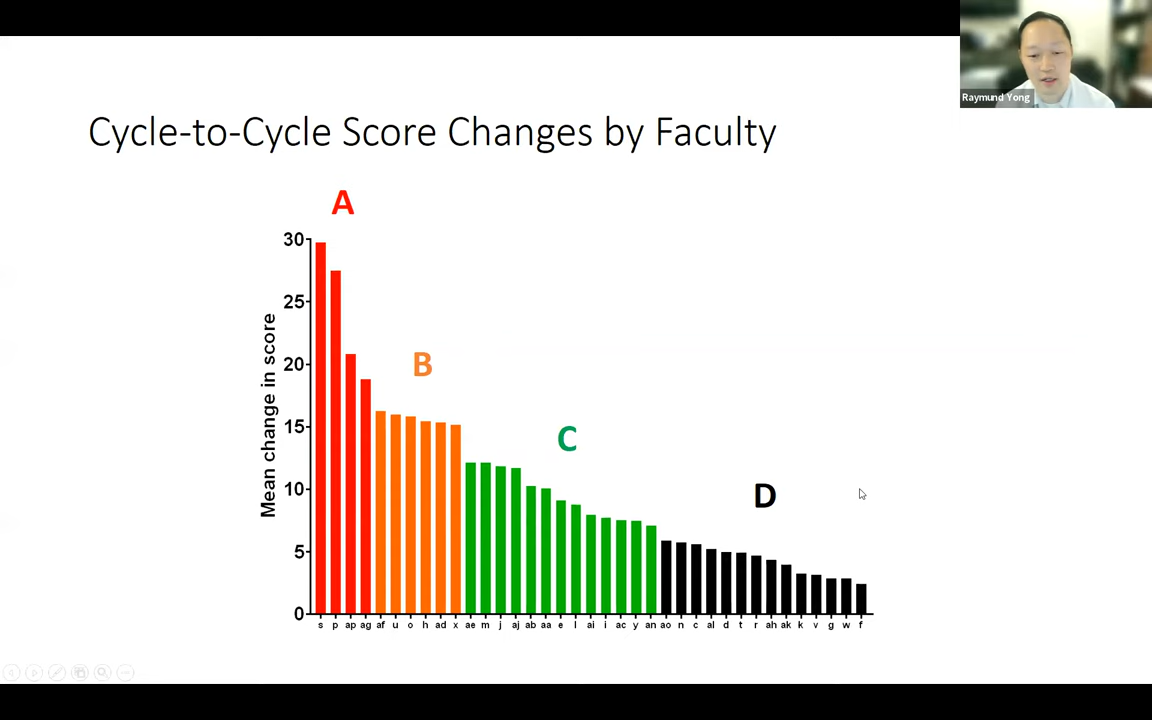 Raymund Yong
Cycle-to-Cycle Score Changes by Faculty
A
B
C
D
Mean change in score
30
25
20
15
10
5
0
s p ap ag af u o h ad x ae m j aj ab aa e l ai i ac y an ao n c al d t r ah ak k v g w f